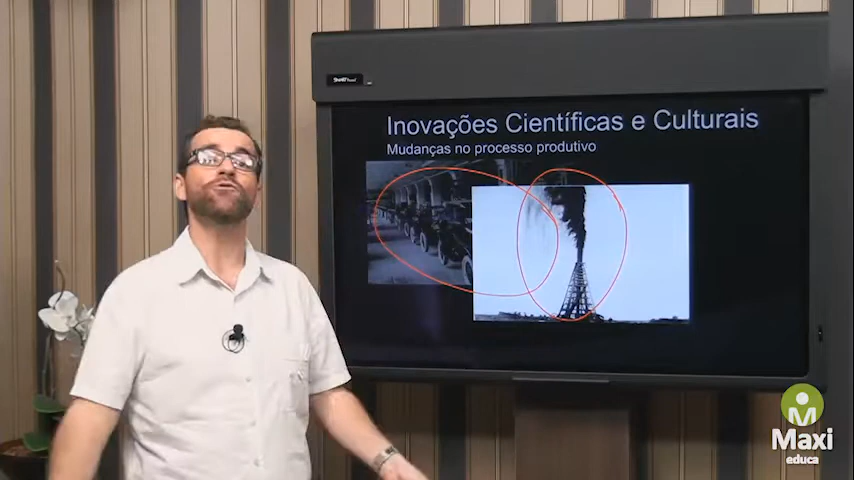 Inovações Científicas e Culturais
Mudanças no processo produtivo
Maxi
educa